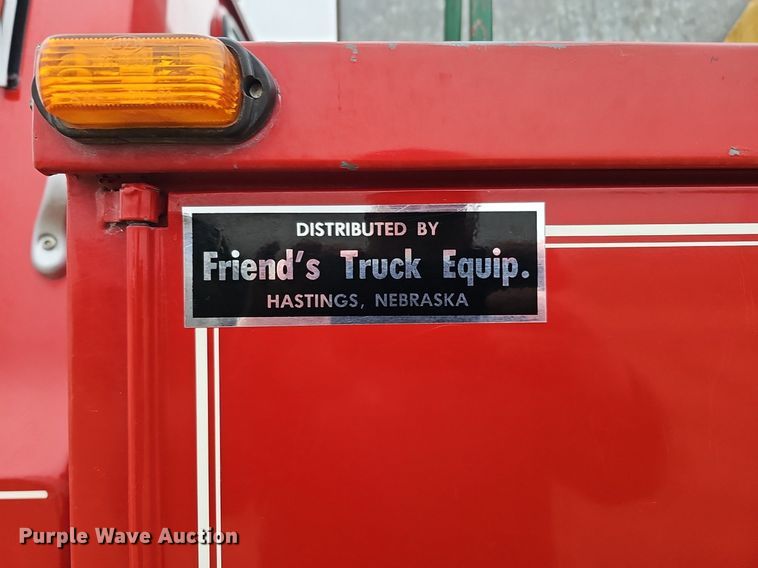 DISTRIBUTED BY
Friend's Truck Equip.
HASTINGS, NEBRASKA
Purple Wave Auction